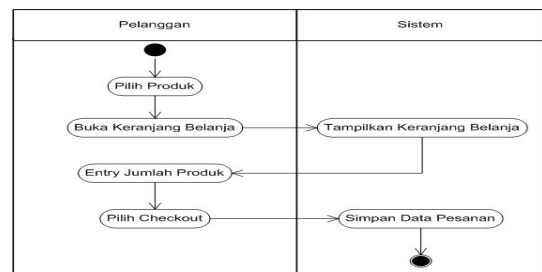 Pelanggan
Sistem
Pilih Produk
Buka Keranjang Belanja
Tampilkan Keranjang Belanja
Entry Jumlah Produk
Pilih Checkout
Simpan Data Pesanan